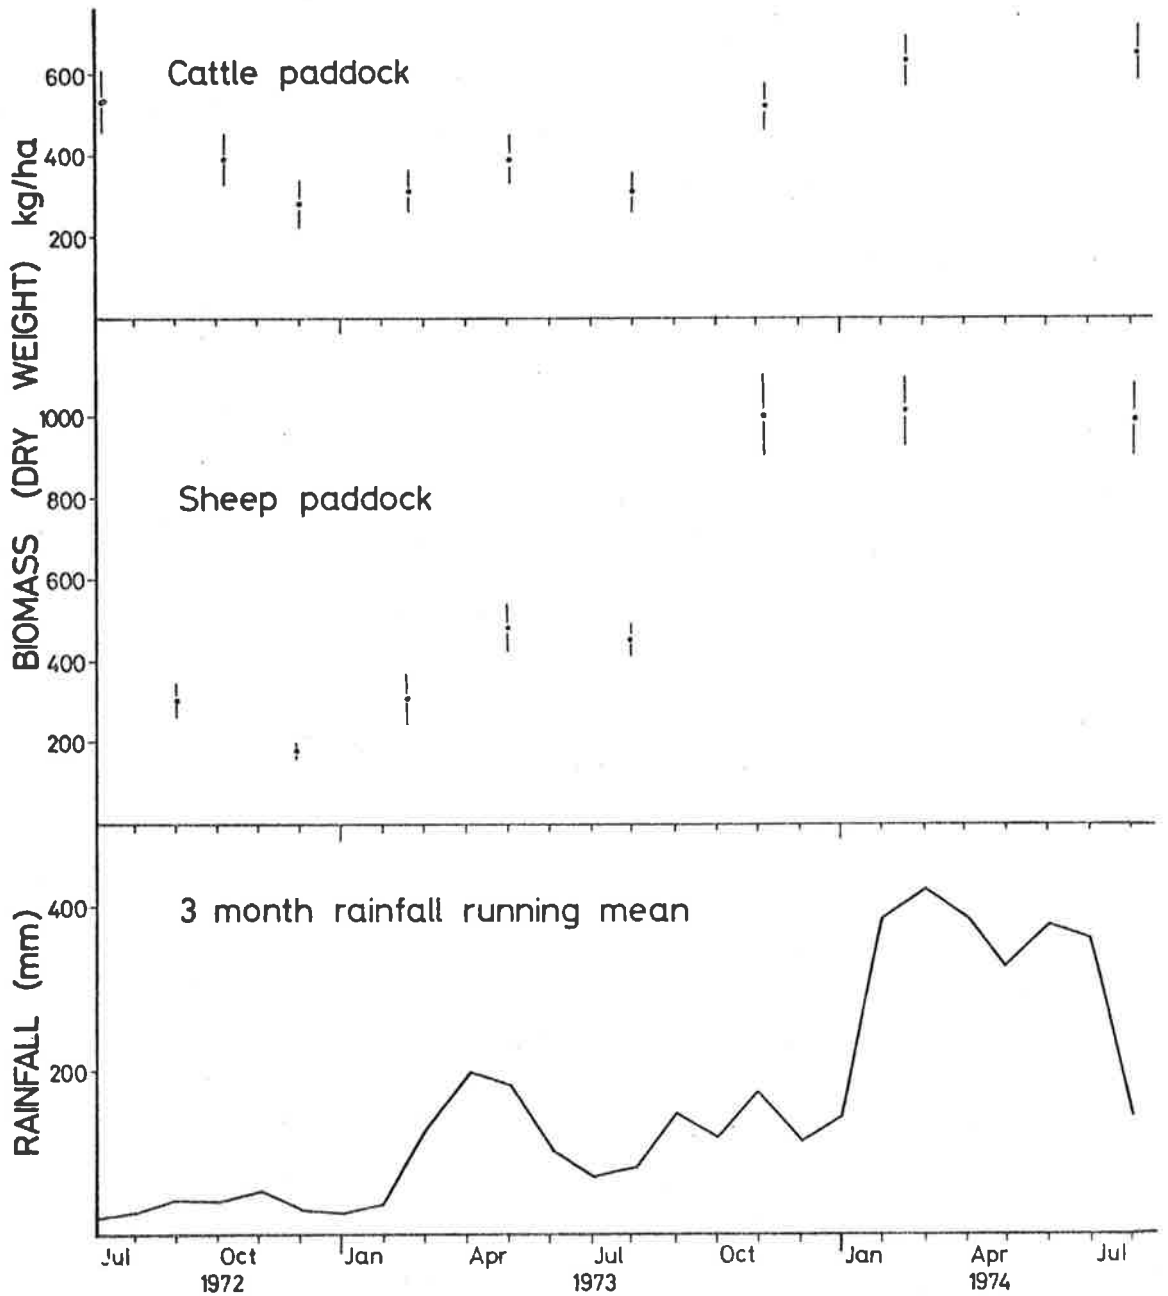 Cattle paddock
600
400
200
BIOMASS (DRY WEIGHT) kg/ha
Sheep paddock
1000
800
600
400
200
3 month rainfall running mean
RAINFALL (mm)
400
200
Jul Oct Jan Apr Jul Oct Jan Apr Jul
1972 1973 1974